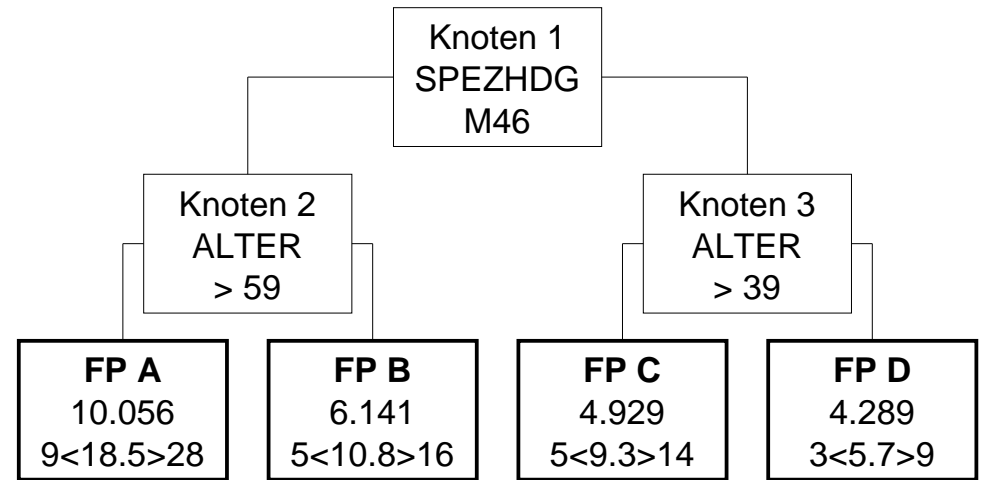 Knoten 1
SPEZHDG
M46
Knoten 2
ALTER
> 59
Knoten 3
ALTER
> 39
FP A
10.056
9<18.5>28
FP B
6.141
5<10.8>16
FP C
4.929
5<9.3>14
FP D
4.289
3<5.7>9